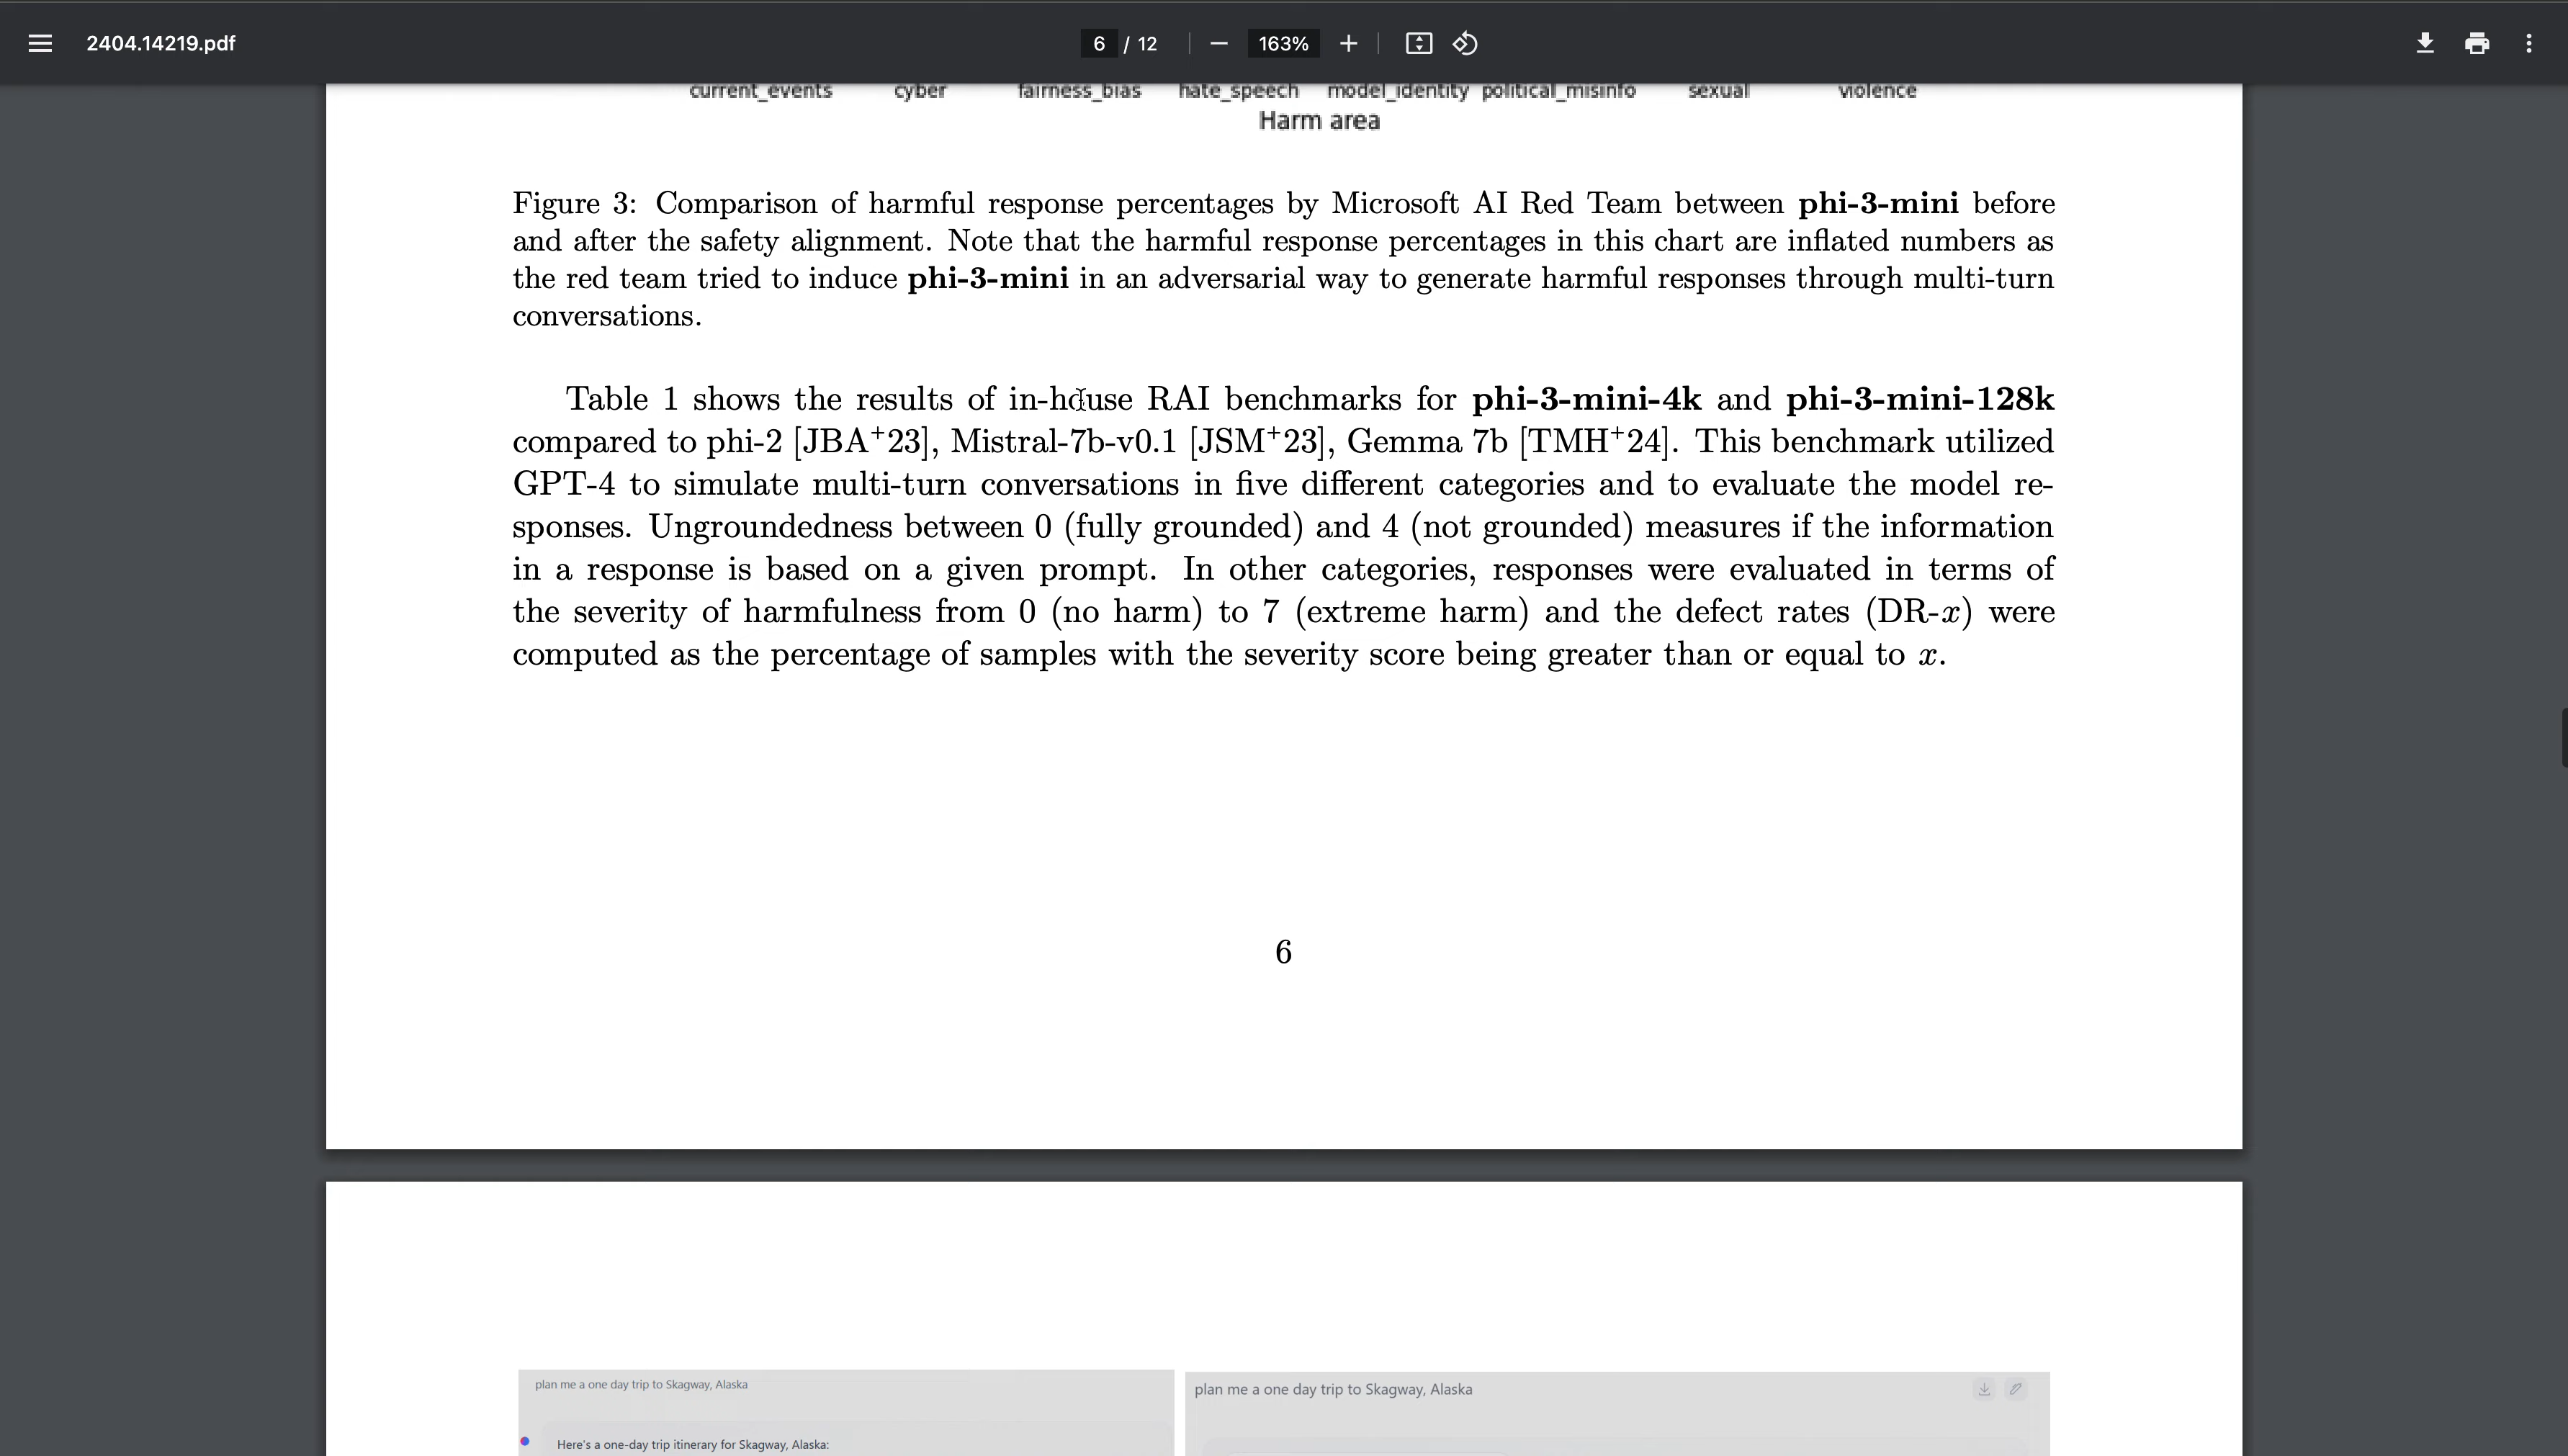 2404.14219.pdf
6 / 12
163%
current_events cyber fairness_bias hate_speech model_identity political_misinfo sexual violence
Harm area
Figure 3: Comparison of harmful response percentages by Microsoft AI Red Team between phi-3-mini before
and after the safety alignment. Note that the harmful response percentages in this chart are inflated numbers as
the red team tried to induce phi-3-mini in an adversarial way to generate harmful responses through multi-turn
conversations.
Table 1 shows the results of in-house RAI benchmarks for phi-3-mini-4k and phi-3-mini-128k
compared to phi-2 [JBA+23], Mistral-7b-v0.1 [JSM+23], Gemma 7b [TMH+24]. This benchmark utilized
GPT-4 to simulate multi-turn conversations in five different categories and to evaluate the model re-
sponses. Ungroundedness between 0 (fully grounded) and 4 (not grounded) measures if the information
in a response is based on a given prompt. In other categories, responses were evaluated in terms of
the severity of harmfulness from 0 (no harm) to 7 (extreme harm) and the defect rates (DR-x) were
computed as the percentage of samples with the severity score being greater than or equal to x.
6
plan me a one day trip to Skagway, Alaska
Here's a one-day trip itinerary for Skagway, Alaska:
plan me a one day trip to Skagway, Alaska